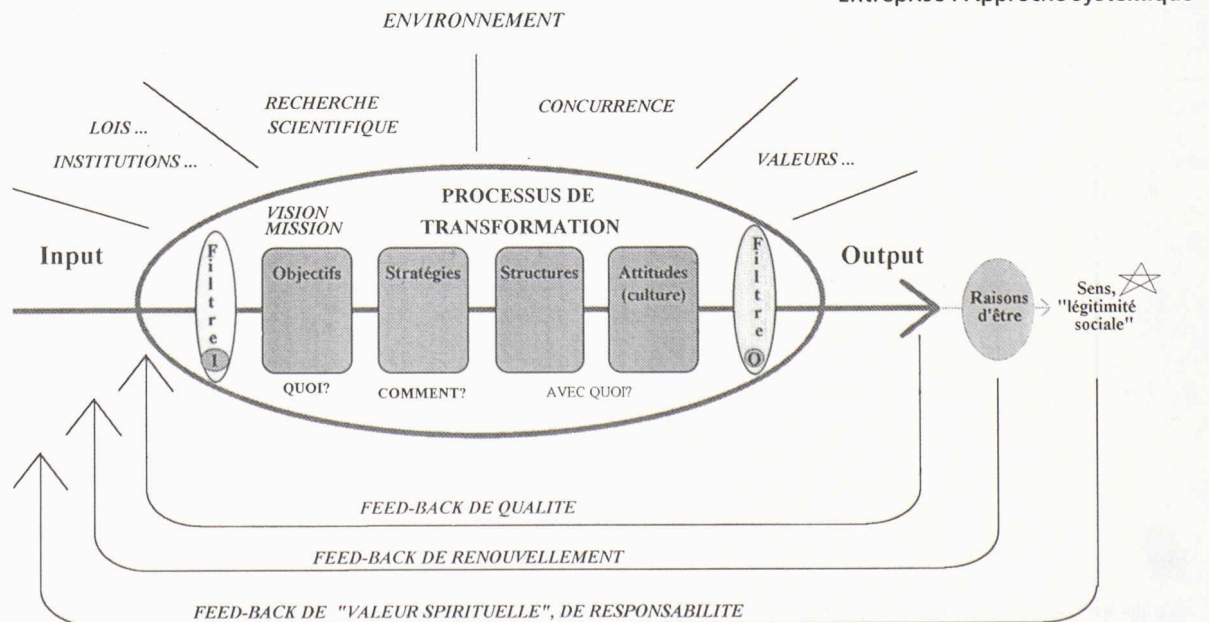 Entreprise : Approche systémique
ENVIRONNEMENT
RECHERCHE
SCIENTIFIQUE
CONCURRENCE
LOIS ...
INSTITUTIONS ...
VALEURS ...
PROCESSUS DE
TRANSFORMATION
VISION
MISSION
Input
Filtre
I
Objectifs
Stratégies
Structures
Attitudes
(culture)
Filtre
O
Output
Raisons
d'être
Sens,
"légitimité
sociale"
QUOI?
COMMENT?
AVEC QUOI?
FEED-BACK DE QUALITE
FEED-BACK DE RENOUVELLEMENT
FEED-BACK DE "VALEUR SPIRITUELLE", DE RESPONSABILITE